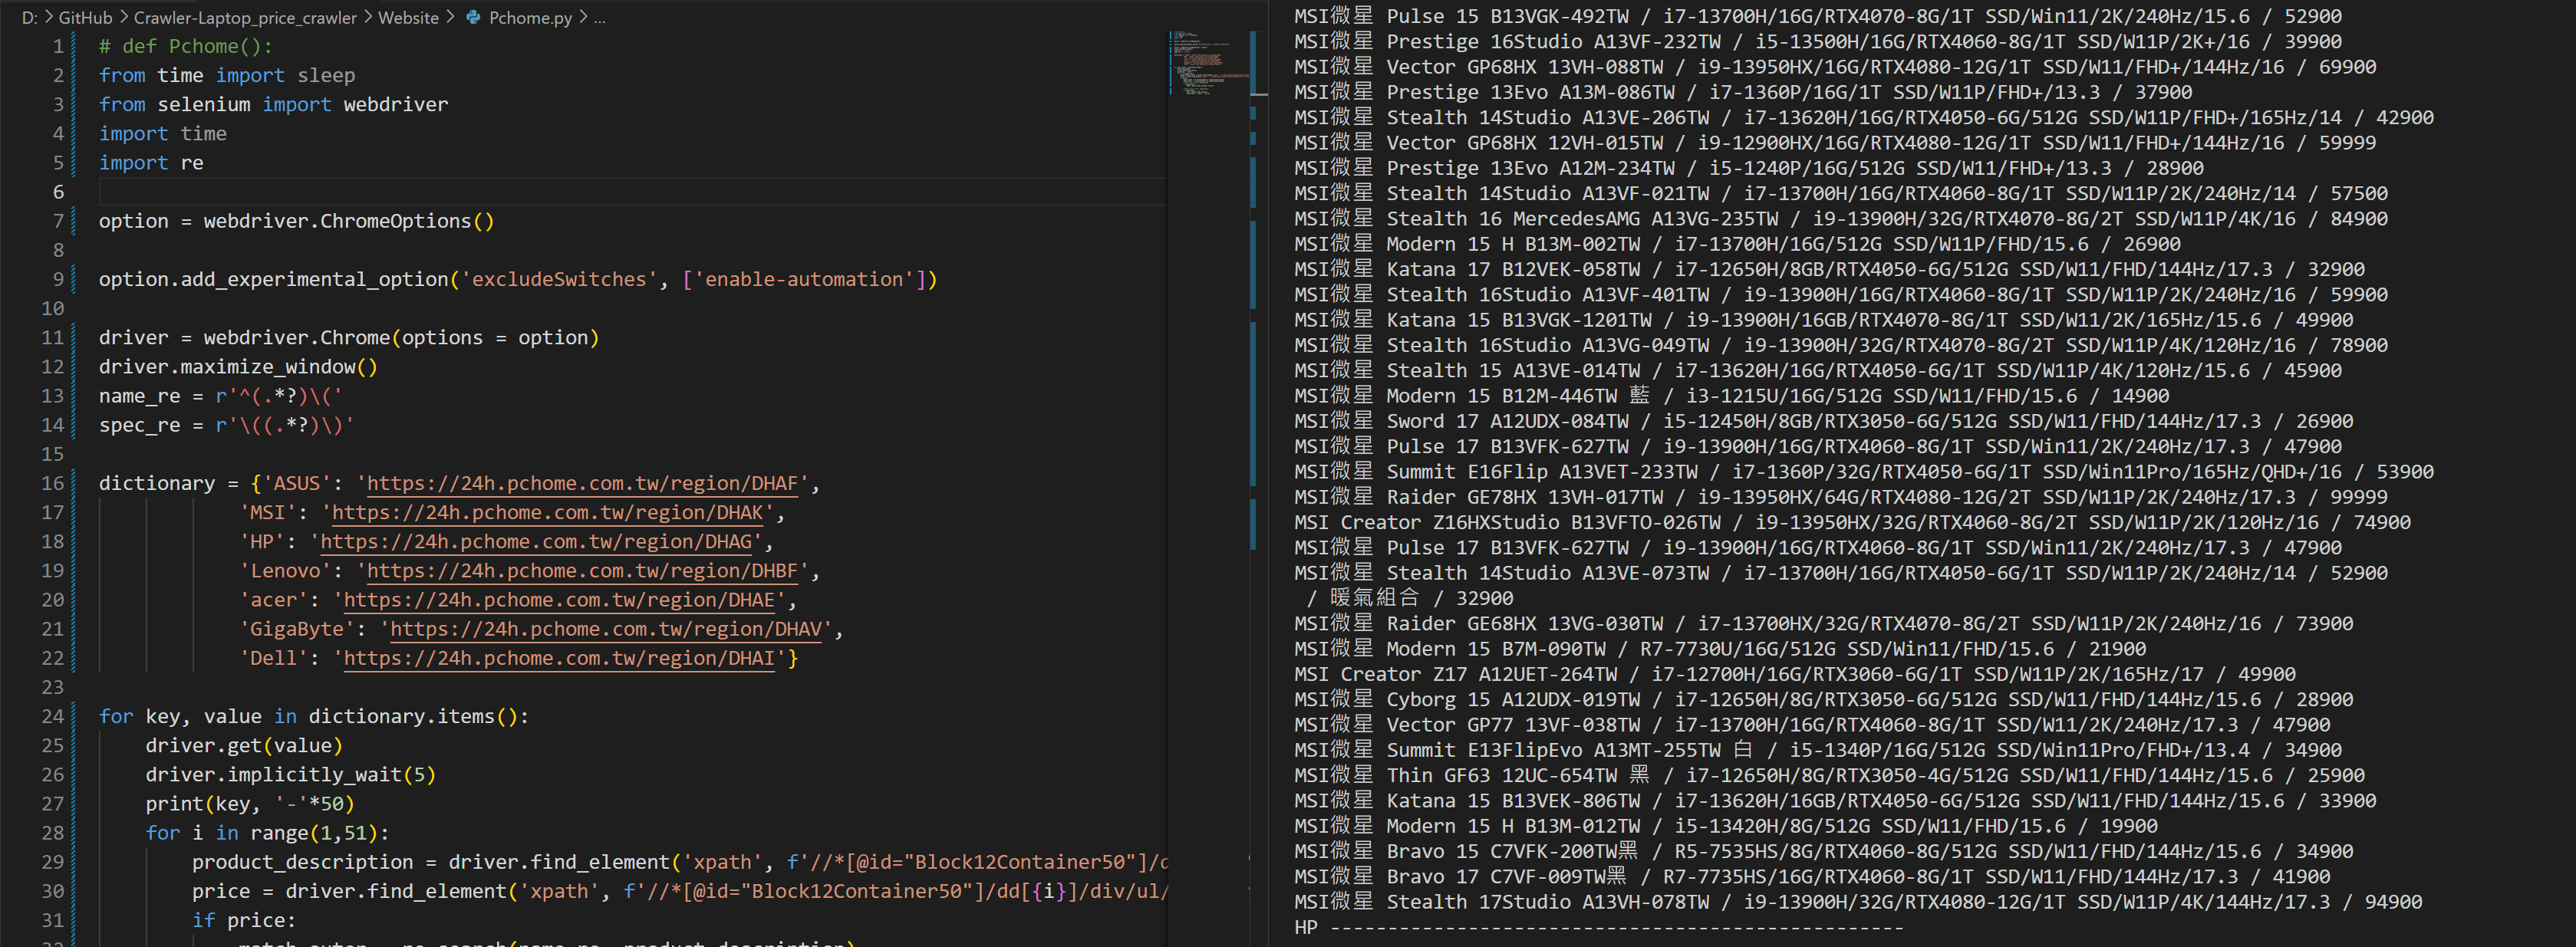 D: > GitHub > Crawler-Laptop_price_crawler > Website > Pchome.py > ...
1 # def Pchome():
2 from time import sleep
3 from selenium import webdriver
4 import time
5 import re
6
7 option = webdriver.ChromeOptions()
8
9 option.add_experimental_option('excludeSwitches', ['enable-automation'])
10
11 driver = webdriver.Chrome(options = option)
12 driver.maximize_window()
13 name_re = r'^(.*?)\('
14 spec_re = r'\((.*?)\)'
15
16 dictionary = {'ASUS': 'https://24h.pchome.com.tw/region/DHAF',
17 'MSI': 'https://24h.pchome.com.tw/region/DHAK',
18 'HP': 'https://24h.pchome.com.tw/region/DHAG',
19 'Lenovo': 'https://24h.pchome.com.tw/region/DHBF',
20 'acer': 'https://24h.pchome.com.tw/region/DHAE',
21 'GigaByte': 'https://24h.pchome.com.tw/region/DHAV',
22 'Dell': 'https://24h.pchome.com.tw/region/DHAI'}
23
24 for key, value in dictionary.items():
25 driver.get(value)
26 driver.implicitly_wait(5)
27 print(key, '-'*50)
28 for i in range(1,51):
29 product_description = driver.find_element('xpath', f'//*[@id="Block12Container50"]/d
30 price = driver.find_element('xpath', f'//*[@id="Block12Container50"]/dd[{i}]/div/ul/
31 if price:
MSI微星 Pulse 15 B13VGK-492TW / i7-13700H/16G/RTX4070-8G/1T SSD/Win11/2K/240Hz/15.6 / 52900
MSI微星 Prestige 16Studio A13VF-232TW / i5-13500H/16G/RTX4060-8G/1T SSD/W11P/2K+/16 / 39900
MSI微星 Vector GP68HX 13VH-088TW / i9-13950HX/16G/RTX4080-12G/1T SSD/W11/FHD+/144Hz/16 / 69900
MSI微星 Prestige 13Evo A13M-086TW / i7-1360P/16G/1T SSD/W11P/FHD+/13.3 / 37900
MSI微星 Stealth 14Studio A13VE-206TW / i7-13620H/16G/RTX4050-6G/512G SSD/W11P/FHD+/165Hz/14 / 42900
MSI微星 Vector GP68HX 12VH-015TW / i9-12900HX/16G/RTX4080-12G/1T SSD/W11/FHD+/144Hz/16 / 59999
MSI微星 Prestige 13Evo A12M-234TW / i5-1240P/16G/512G SSD/W11/FHD+/13.3 / 28900
MSI微星 Stealth 14Studio A13VF-021TW / i7-13700H/16G/RTX4060-8G/1T SSD/W11P/2K/240Hz/14 / 57500
MSI微星 Stealth 16 MercedesAMG A13VG-235TW / i9-13900H/32G/RTX4070-8G/2T SSD/W11P/4K/16 / 84900
MSI微星 Modern 15 H B13M-002TW / i7-13700H/16G/512G SSD/W11P/FHD/15.6 / 26900
MSI微星 Katana 17 B12VEK-058TW / i7-12650H/8GB/RTX4050-6G/512G SSD/W11/FHD/144Hz/17.3 / 32900
MSI微星 Stealth 16Studio A13VF-401TW / i9-13900H/16G/RTX4060-8G/1T SSD/W11P/2K/240Hz/16 / 59900
MSI微星 Katana 15 B13VGK-1201TW / i9-13900H/16GB/RTX4070-8G/1T SSD/W11/2K/165Hz/15.6 / 49900
MSI微星 Stealth 16Studio A13VG-049TW / i9-13900H/32G/RTX4070-8G/2T SSD/W11P/4K/120Hz/16 / 78900
MSI微星 Stealth 15 A13VE-014TW / i7-13620H/16G/RTX4050-6G/1T SSD/W11P/4K/120Hz/15.6 / 45900
MSI微星 Modern 15 B12M-446TW 藍 / i3-1215U/16G/512G SSD/W11/FHD/15.6 / 14900
MSI微星 Sword 17 A12UDX-084TW / i5-12450H/8GB/RTX3050-6G/512G SSD/W11/FHD/144Hz/17.3 / 26900
MSI微星 Pulse 17 B13VFK-627TW / i9-13900H/16G/RTX4060-8G/1T SSD/Win11/2K/240Hz/17.3 / 47900
MSI微星 Summit E16Flip A13VET-233TW / i7-1360P/32G/RTX4050-6G/1T SSD/Win11Pro/165Hz/QHD+/16 / 53900
MSI微星 Raider GE78HX 13VH-017TW / i9-13950HX/64G/RTX4080-12G/2T SSD/W11P/2K/240Hz/17.3 / 99999
MSI Creator Z16HXStudio B13VFTO-026TW / i9-13950HX/32G/RTX4060-8G/2T SSD/W11P/2K/120Hz/16 / 74900
MSI微星 Pulse 17 B13VFK-627TW / i9-13900H/16G/RTX4060-8G/1T SSD/Win11/2K/240Hz/17.3 / 47900
MSI微星 Stealth 14Studio A13VE-073TW / i7-13700H/16G/RTX4050-6G/1T SSD/W11P/2K/240Hz/14 / 52900
/ 暖氣組合 / 32900
MSI微星 Raider GE68HX 13VG-030TW / i7-13700HX/32G/RTX4070-8G/2T SSD/W11P/2K/240Hz/16 / 73900
MSI微星 Modern 15 B7M-090TW / R7-7730U/16G/512G SSD/Win11/FHD/15.6 / 21900
MSI Creator Z17 A12UET-264TW / i7-12700H/16G/RTX3060-6G/1T SSD/W11P/2K/165Hz/17 / 49900
MSI微星 Cyborg 15 A12UDX-019TW / i7-12650H/8G/RTX3050-6G/512G SSD/W11/FHD/144Hz/15.6 / 28900
MSI微星 Vector GP77 13VF-038TW / i7-13700H/16G/RTX4060-8G/1T SSD/W11/2K/240Hz/17.3 / 47900
MSI微星 Summit E13FlipEvo A13MT-255TW 白 / i5-1340P/16G/512G SSD/Win11Pro/FHD+/13.4 / 34900
MSI微星 Thin GF63 12UC-654TW 黑 / i7-12650H/8G/RTX3050-4G/512G SSD/W11/FHD/144Hz/15.6 / 25900
MSI微星 Katana 15 B13VEK-806TW / i7-13620H/16GB/RTX4050-6G/512G SSD/W11/FHD/144Hz/15.6 / 33900
MSI微星 Modern 15 H B13M-012TW / i5-13420H/8G/512G SSD/W11/FHD/15.6 / 19900
MSI微星 Bravo 15 C7VFK-200TW黑 / R5-7535HS/8G/RTX4060-8G/512G SSD/W11/FHD/144Hz/15.6 / 34900
MSI微星 Bravo 17 C7VF-009TW黑 / R7-7735HS/16G/RTX4060-8G/1T SSD/W11/FHD/144Hz/17.3 / 41900
MSI微星 Stealth 17Studio A13VH-078TW / i9-13900H/32G/RTX4080-12G/1T SSD/W11P/4K/144Hz/17.3 / 94900
HP --------------------------------------------------